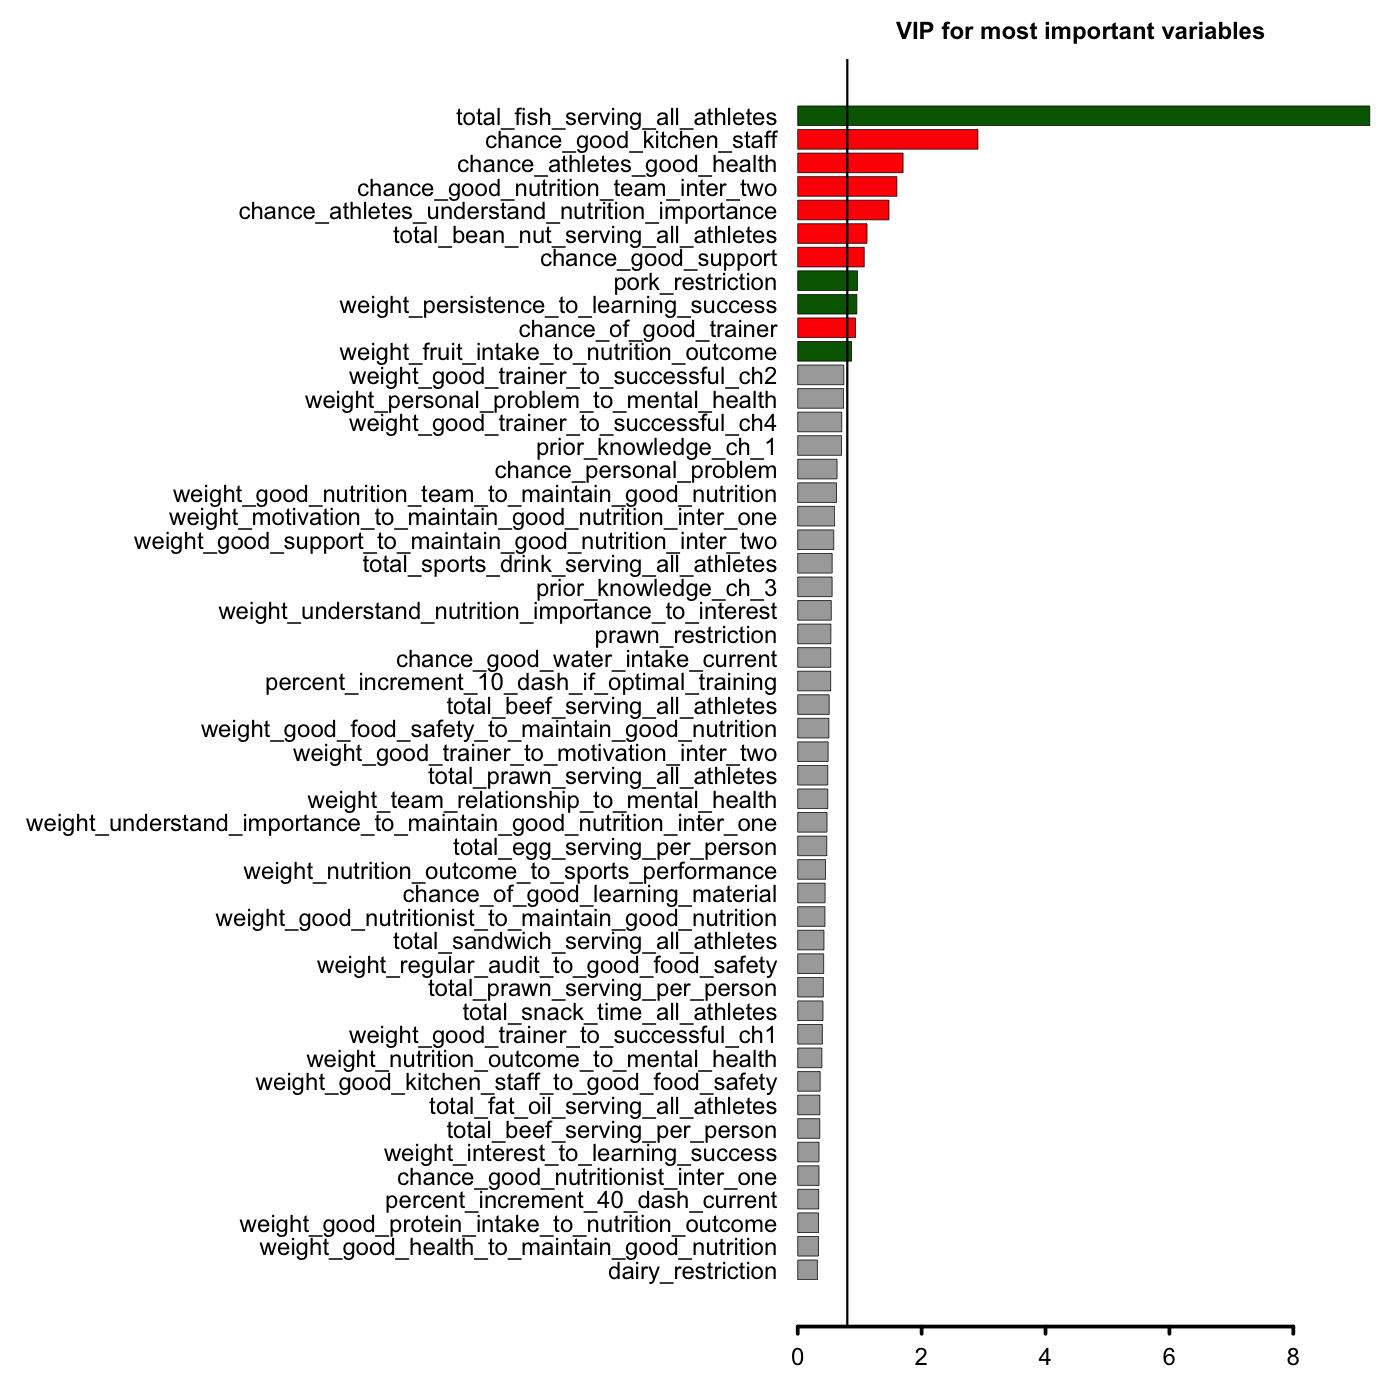 VIP for most important variables
total_fish_serving_all_athletes
chance_good_kitchen_staff
chance_athletes_good_health
chance_good_nutrition_team_inter_two
chance_athletes_understand_nutrition_importance
total_bean_nut_serving_all_athletes
chance_good_support
pork_restriction
weight_persistence_to_learning_success
chance_of_good_trainer
weight_fruit_intake_to_nutrition_outcome
weight_good_trainer_to_successful_ch2
weight_personal_problem_to_mental_health
weight_good_trainer_to_successful_ch4
prior_knowledge_ch_1
chance_personal_problem
weight_good_nutrition_team_to_maintain_good_nutrition
weight_motivation_to_maintain_good_nutrition_inter_one
weight_good_support_to_maintain_good_nutrition_inter_two
total_sports_drink_serving_all_athletes
prior_knowledge_ch_3
weight_understand_nutrition_importance_to_interest
prawn_restriction
chance_good_water_intake_current
percent_increment_10_dash_if_optimal_training
total_beef_serving_all_athletes
weight_good_food_safety_to_maintain_good_nutrition
weight_good_trainer_to_motivation_inter_two
total_prawn_serving_all_athletes
weight_team_relationship_to_mental_health
weight_understand_importance_to_maintain_good_nutrition_inter_one
total_egg_serving_per_person
weight_nutrition_outcome_to_sports_performance
chance_of_good_learning_material
weight_good_nutritionist_to_maintain_good_nutrition
total_sandwich_serving_all_athletes
weight_regular_audit_to_good_food_safety
total_prawn_serving_per_person
total_snack_time_all_athletes
weight_good_trainer_to_successful_ch1
weight_nutrition_outcome_to_mental_health
weight_good_kitchen_staff_to_good_food_safety
total_fat_oil_serving_all_athletes
total_beef_serving_per_person
weight_interest_to_learning_success
chance_good_nutritionist_inter_one
percent_increment_40_dash_current
weight_good_protein_intake_to_nutrition_outcome
weight_good_health_to_maintain_good_nutrition
dairy_restriction
0 2 4 6 8